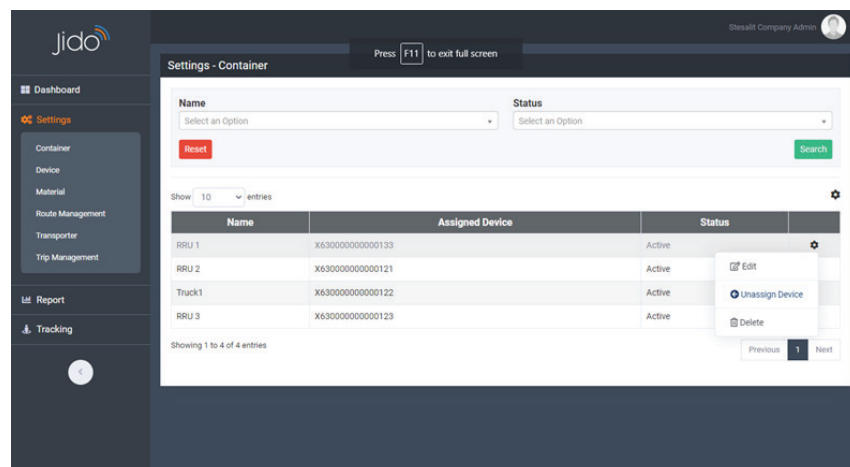 Jido
Stesalit Company Admin
Press F11 to exit full screen
Settings - Container
Dashboard
Settings
Container
Device
Material
Route Management
Transporter
Trip Management
Report
Tracking
Name Status
Select an Option Select an Option
Reset Search
Show 10 entries
Name Assigned Device Status
RRU 1 X630000000000133 Active
RRU 2 X630000000000121 Active
Truck1 X630000000000122 Active
RRU 3 X630000000000123 Active
Edit
Unassign Device
Delete
Showing 1 to 4 of 4 entries
Previous 1 Next